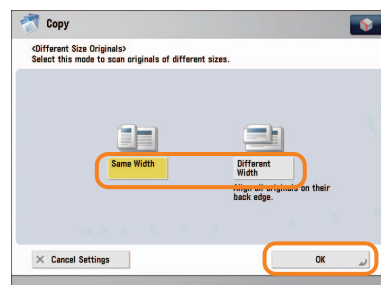 Copy
<Different Size Originals>
Select this mode to scan originals of different sizes.
Same Width
Different
Width
Align all originals on their
back edge.
Cancel Settings
OK